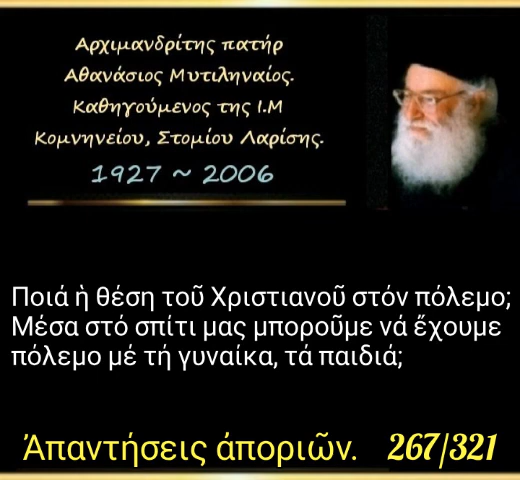 Αρχιμανδρίτης πατήρ
Αθανάσιος Μυτιληναίος.
Καθηγούμενος της Ι.Μ
Κομνηνείου, Στομίου Λαρίσης.
1927 ~ 2006
Ποιά ἡ θέση τοῦ Χριστιανοῦ στόν πόλεμο;
Μέσα στό σπίτι μας μποροῦμε νά ἔχουμε
πόλεμο μέ τή γυναίκα, τά παιδιά;
Ἀπαντήσεις ἀποριῶν. 267/321